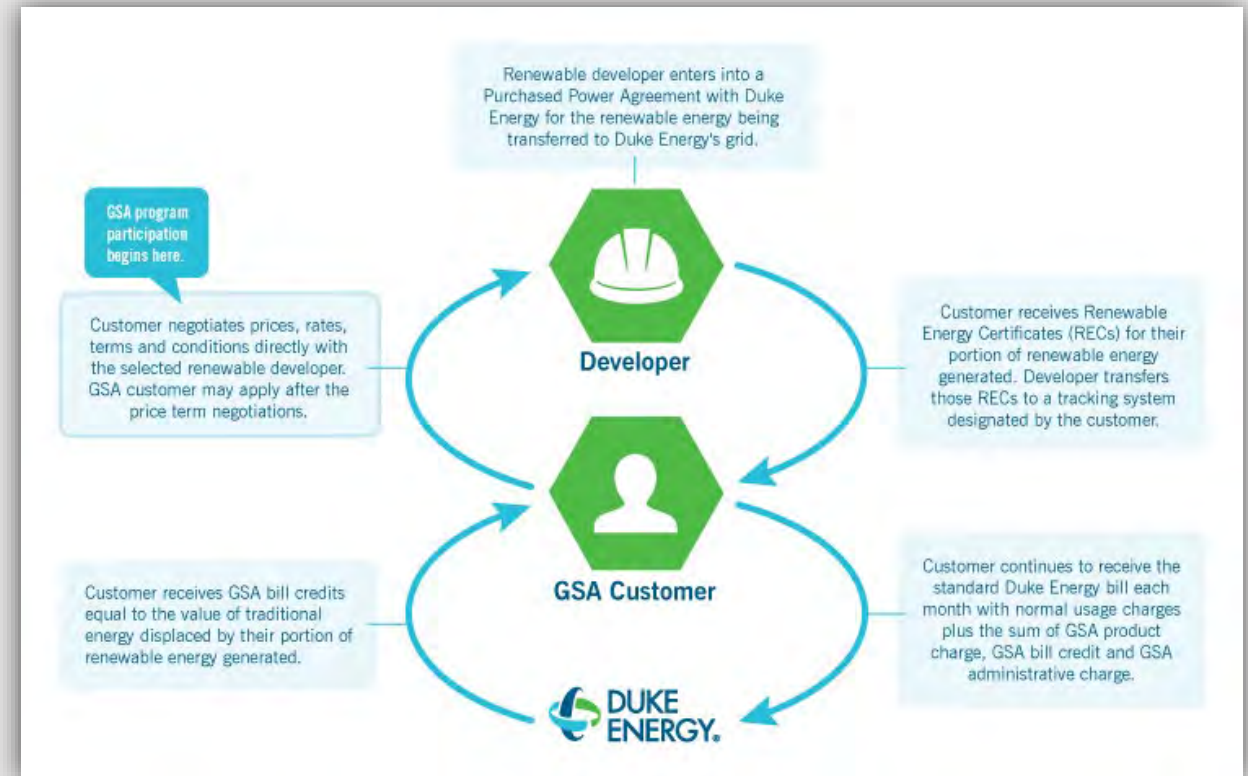 Renewable developer enters into a
Purchased Power Agreement with Duke
Energy for the renewable energy being
transferred to Duke Energy's grid.
GSA program
participation
begins here.
Customer negotiates prices, rates,
terms and conditions directly with
the selected renewable developer.
GSA customer may apply after the
price term negotiations.
Developer
Customer receives Renewable
Energy Certificates (RECs) for their
portion of renewable energy
generated. Developer transfers
those RECs to a tracking system
designated by the customer.
GSA Customer
Customer receives GSA bill credits
equal to the value of traditional
energy displaced by their portion of
renewable energy generated.
Customer continues to receive the
standard Duke Energy bill each
month with normal usage charges
plus the sum of GSA product
charge, GSA bill credit and GSA
administrative charge.
DUKE
ENERGY®